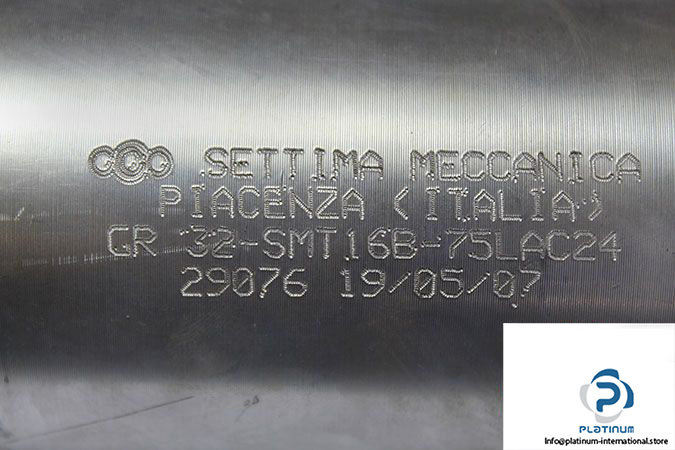 SETTIMA MECCANICA
PIACENZA (ITALIA)
GR 32-SMT16B-75LAC24
29076 19/05/07
PLATINUM
Info@platinum-international.store